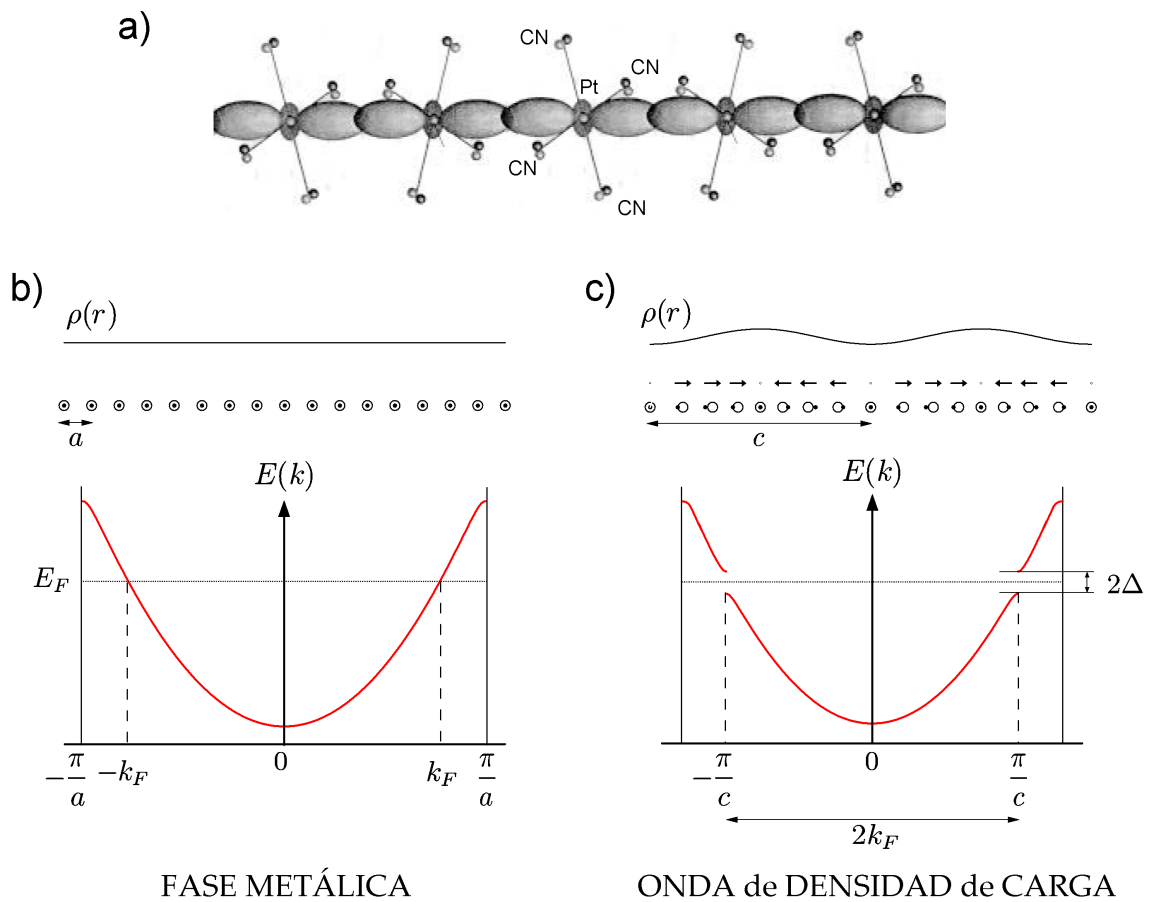 a)
CN
CN
Pt
CN
CN
b)
ρ(r)
a
E(k)
E_F
−π/a
−k_F
0
k_F
π/a
FASE METÁLICA
c)
ρ(r)
c
E(k)
2Δ
−π/c
0
π/c
2k_F
ONDA de DENSIDAD de CARGA